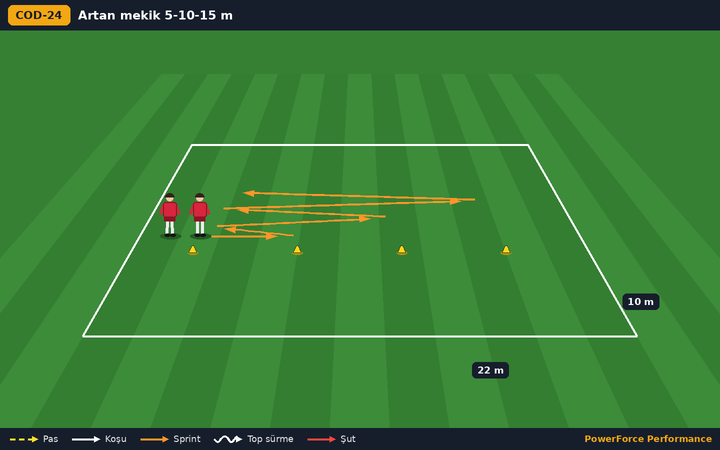 COD-24 Artan mekik 5-10-15 m
10 m
22 m
Pas Koşu Sprint Top sürme Şut PowerForce Performance